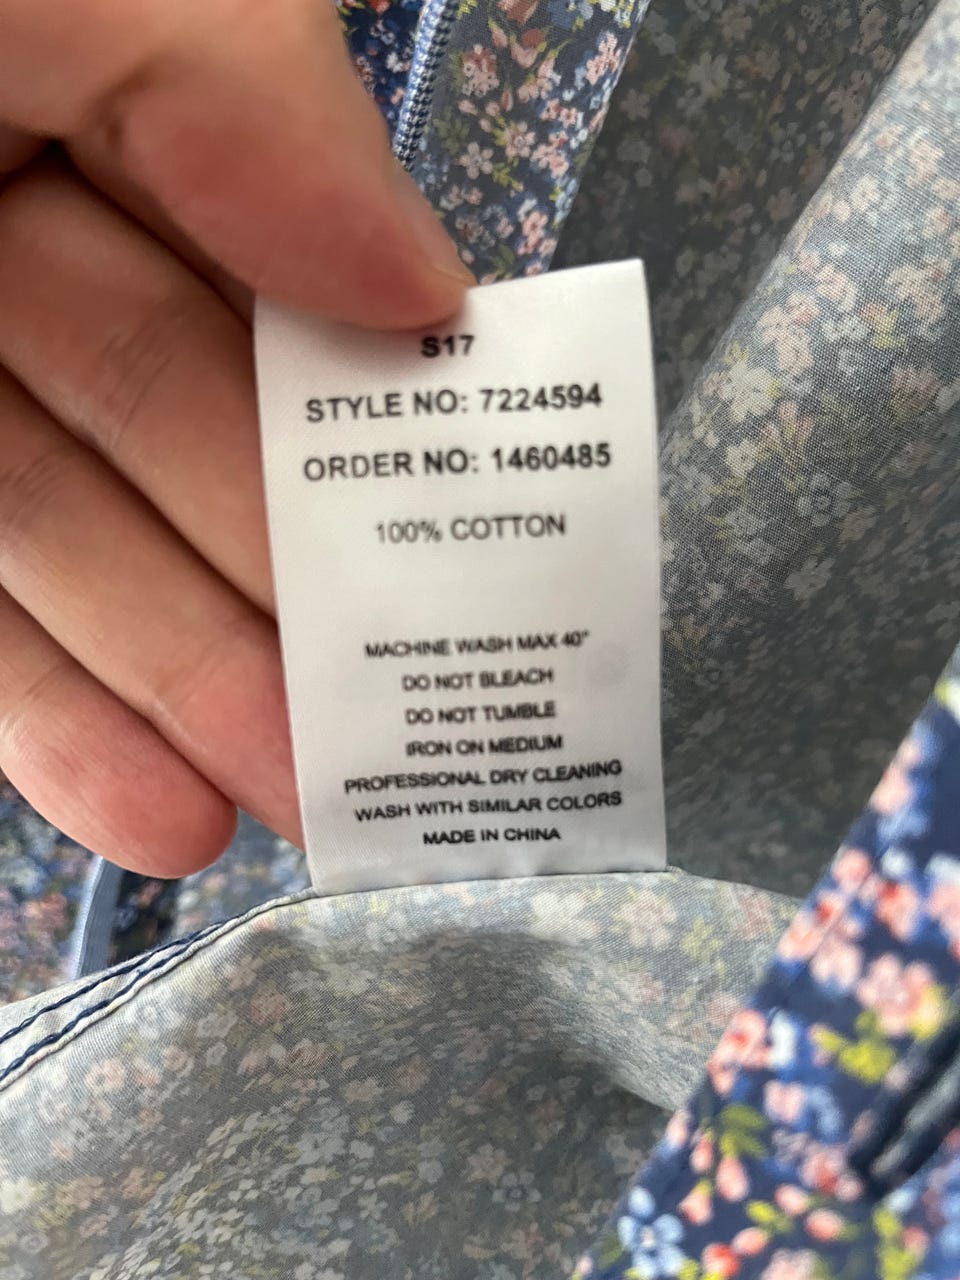 S17
STYLE NO: 7224594
ORDER NO: 1460485
100% COTTON
MACHINE WASH MAX 40°
DO NOT BLEACH
DO NOT TUMBLE
IRON ON MEDIUM
PROFESSIONAL DRY CLEANING
WASH WITH SIMILAR COLORS
MADE IN CHINA